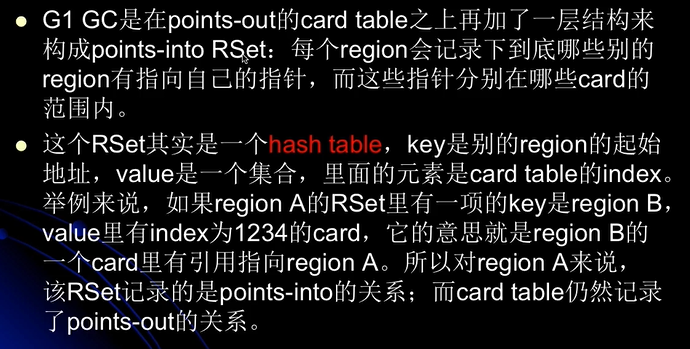 G1 GC是在points-out的card table之上再加了一层结构来
构成points-into RSet：每个region会记录下到底哪些别的
region有指向自己的指针，而这些指针分别在哪些card的
范围内。
这个RSet其实是一个hash table，key是别的region的起始
地址，value是一个集合，里面的元素是card table的index。
举例来说，如果region A的RSet里有一项的key是region B，
value里有index为1234的card，它的意思就是region B的
一个card里有引用指向region A。所以对region A来说，
该RSet记录的是points-into的关系；而card table仍然记录
了points-out的关系。